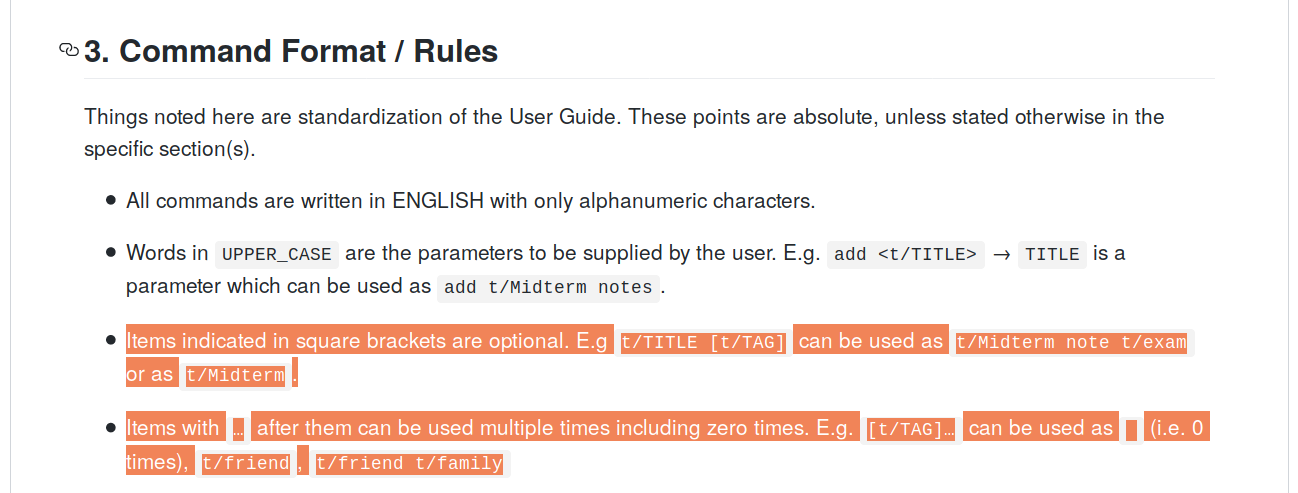 3. Command Format / Rules
Things noted here are standardization of the User Guide. These points are absolute, unless stated otherwise in the
specific section(s).
● All commands are written in ENGLISH with only alphanumeric characters.
● Words in UPPER_CASE are the parameters to be supplied by the user. E.g. add <t/TITLE> → TITLE is a
parameter which can be used as add t/Midterm notes.
● Items indicated in square brackets are optional. E.g t/TITLE [t/TAG] can be used as t/Midterm note t/exam
or as t/Midterm.
● Items with … after them can be used multiple times including zero times. E.g. [t/TAG]… can be used as   (i.e. 0
times), t/friend, t/friend t/family